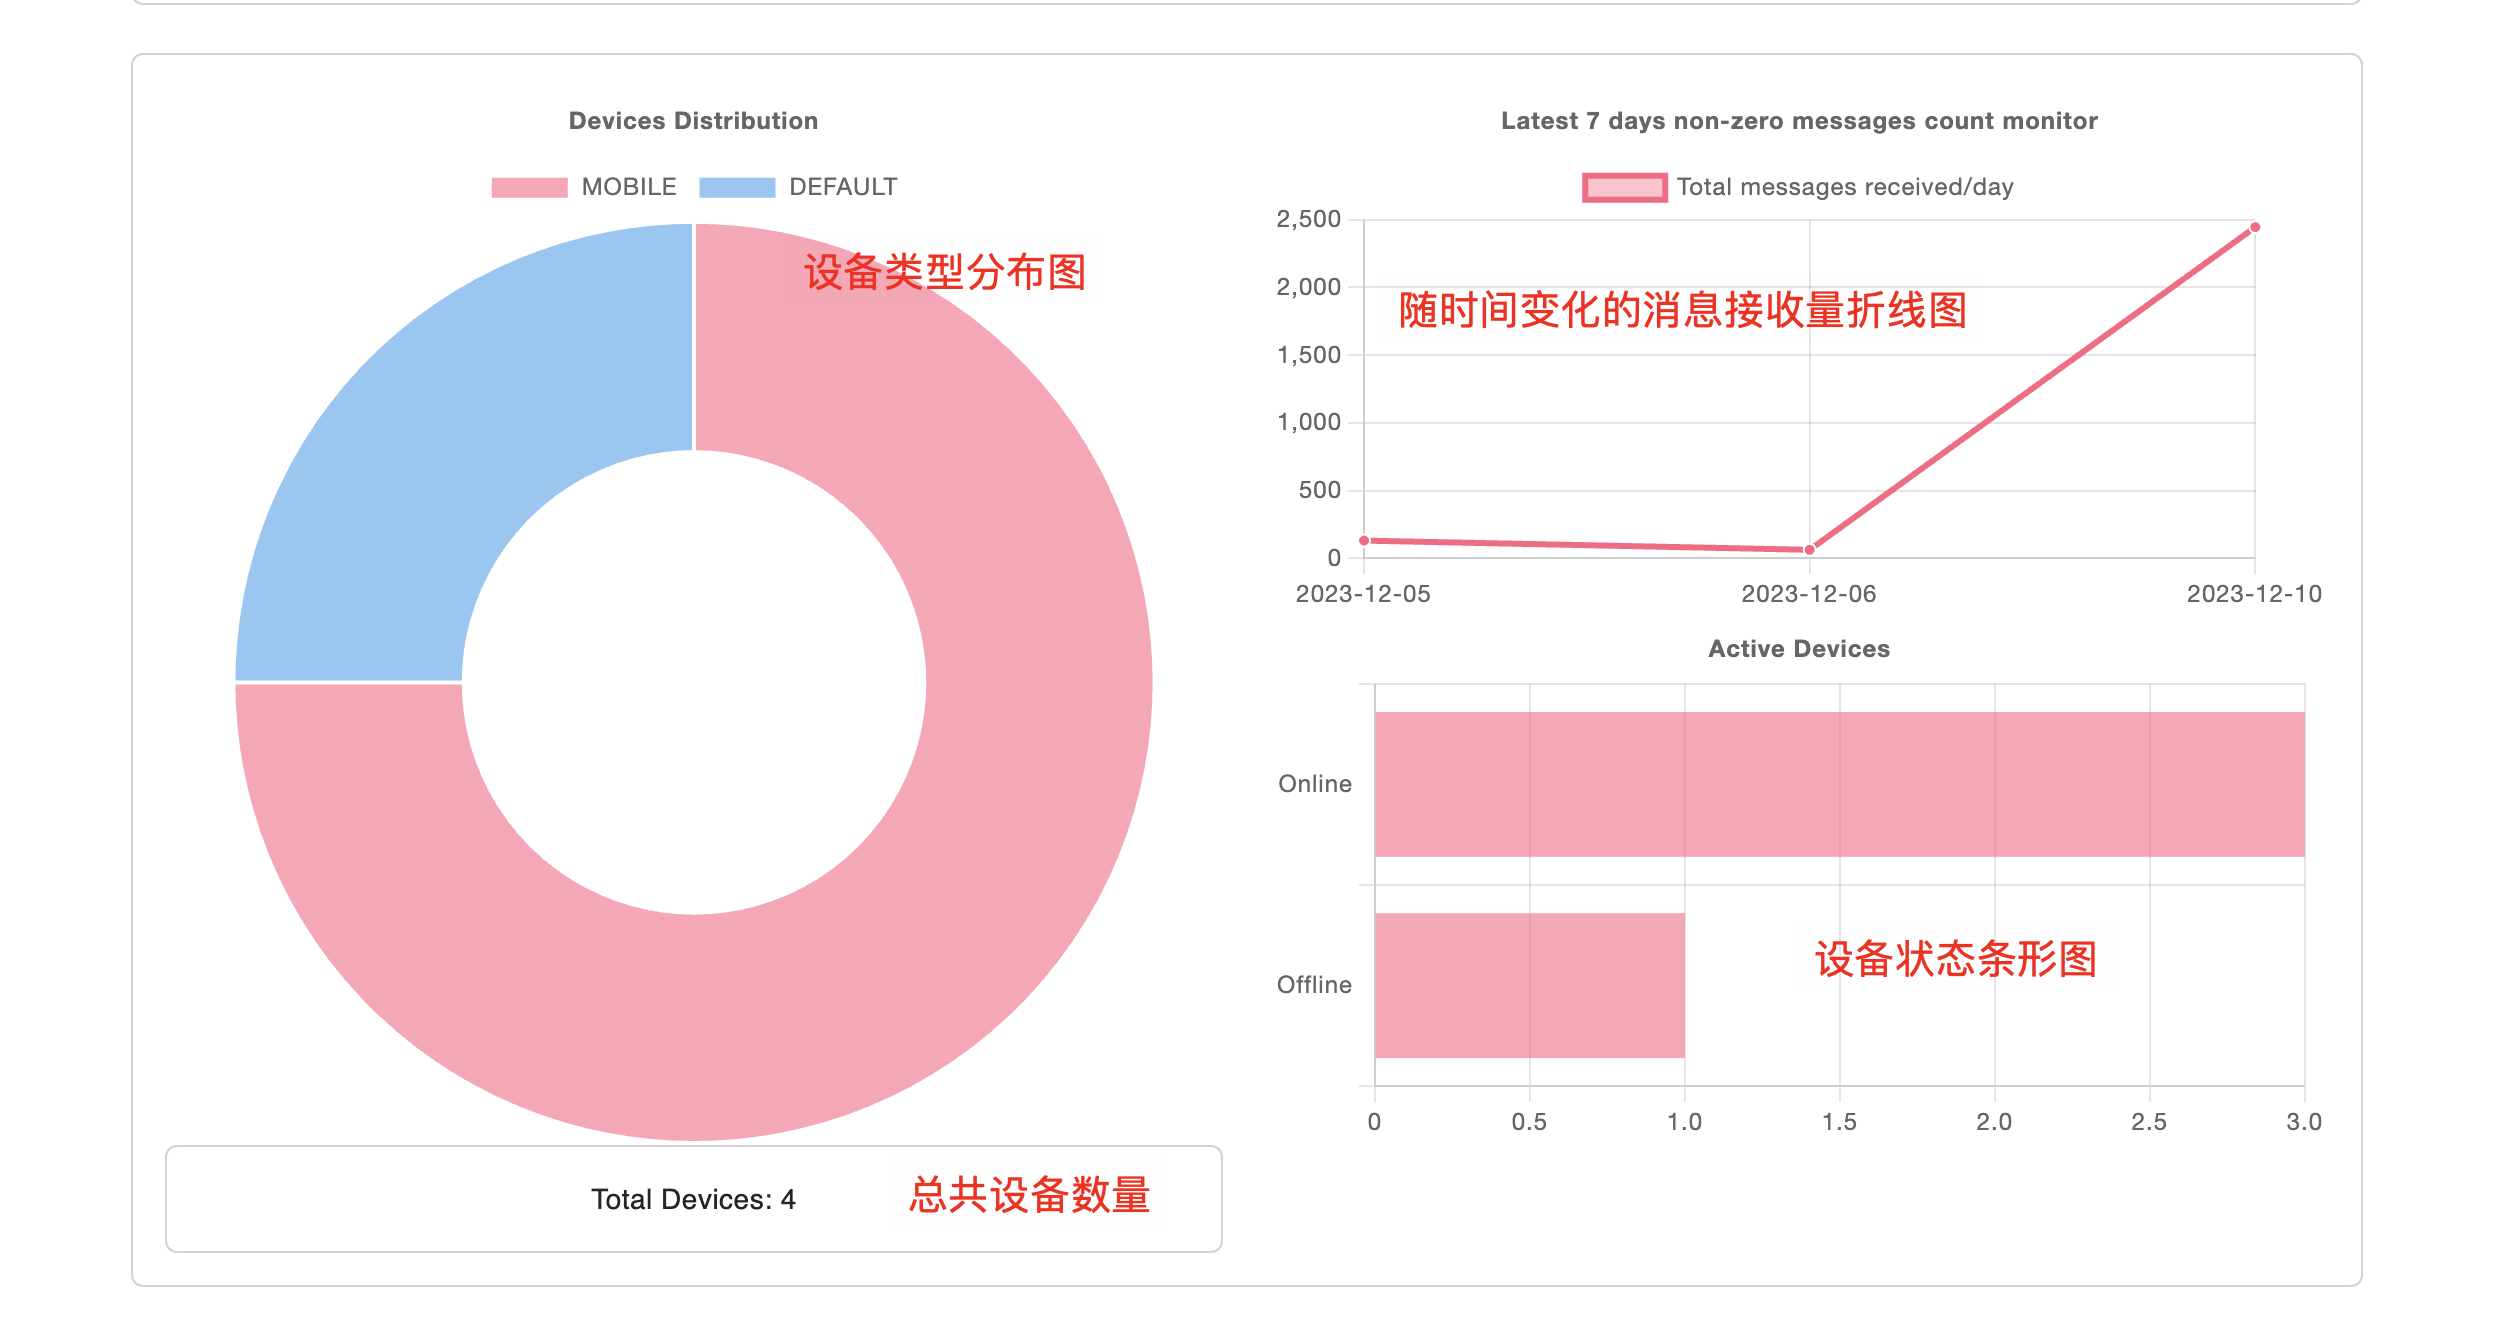 Devices Distribution
MOBILE DEFAULT
设备类型分布图
Total Devices: 4 总共设备数量
Latest 7 days non-zero messages count monitor
Total messages received/day
2,500
2,000
随时间变化的消息接收量折线图
1,500
1,000
500
0
2023-12-05 2023-12-06 2023-12-10
Active Devices
Online
Offline
设备状态条形图
0 0.5 1.0 1.5 2.0 2.5 3.0